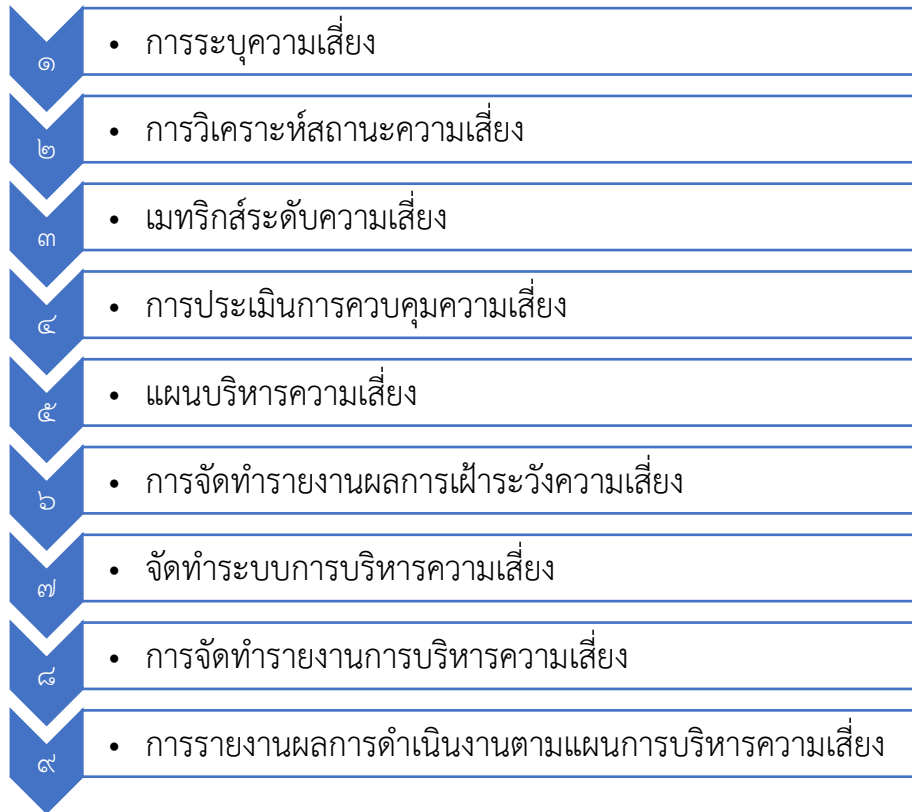 ๑ • การระบุความเสี่ยง
๒ • การวิเคราะห์สถานะความเสี่ยง
๓ • เมทริกส์ระดับความเสี่ยง
๔ • การประเมินการควบคุมความเสี่ยง
๕ • แผนบริหารความเสี่ยง
๖ • การจัดทำรายงานผลการเฝ้าระวังความเสี่ยง
๗ • จัดทำระบบการบริหารความเสี่ยง
๘ • การจัดทำรายงานการบริหารความเสี่ยง
๙ • การรายงานผลการดำเนินงานตามแผนการบริหารความเสี่ยง